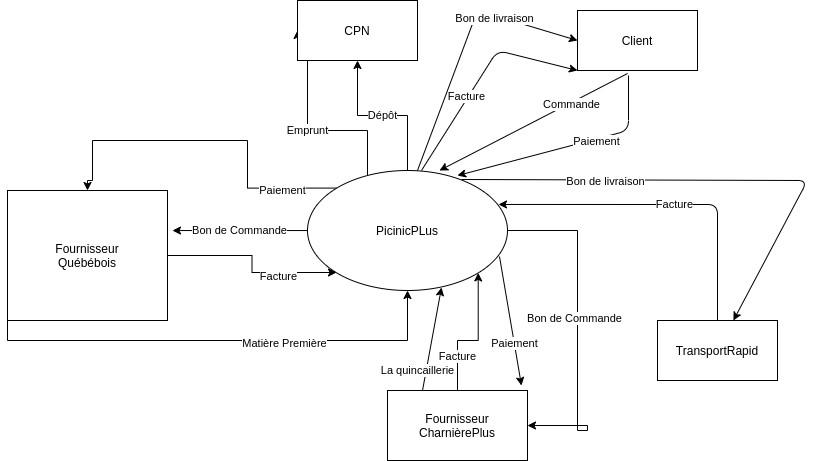 CPN
Bon de livraison
Client
Facture
Commande
Dépôt
Emprunt
Paiement
Bon de livraison
Paiement
Facture
Bon de Commande
PicinicPLus
Fournisseur
Québébois
Facture
Bon de Commande
Matière Première
Paiement
Facture
TransportRapid
La quincaillerie
Fournisseur
CharnièrePlus